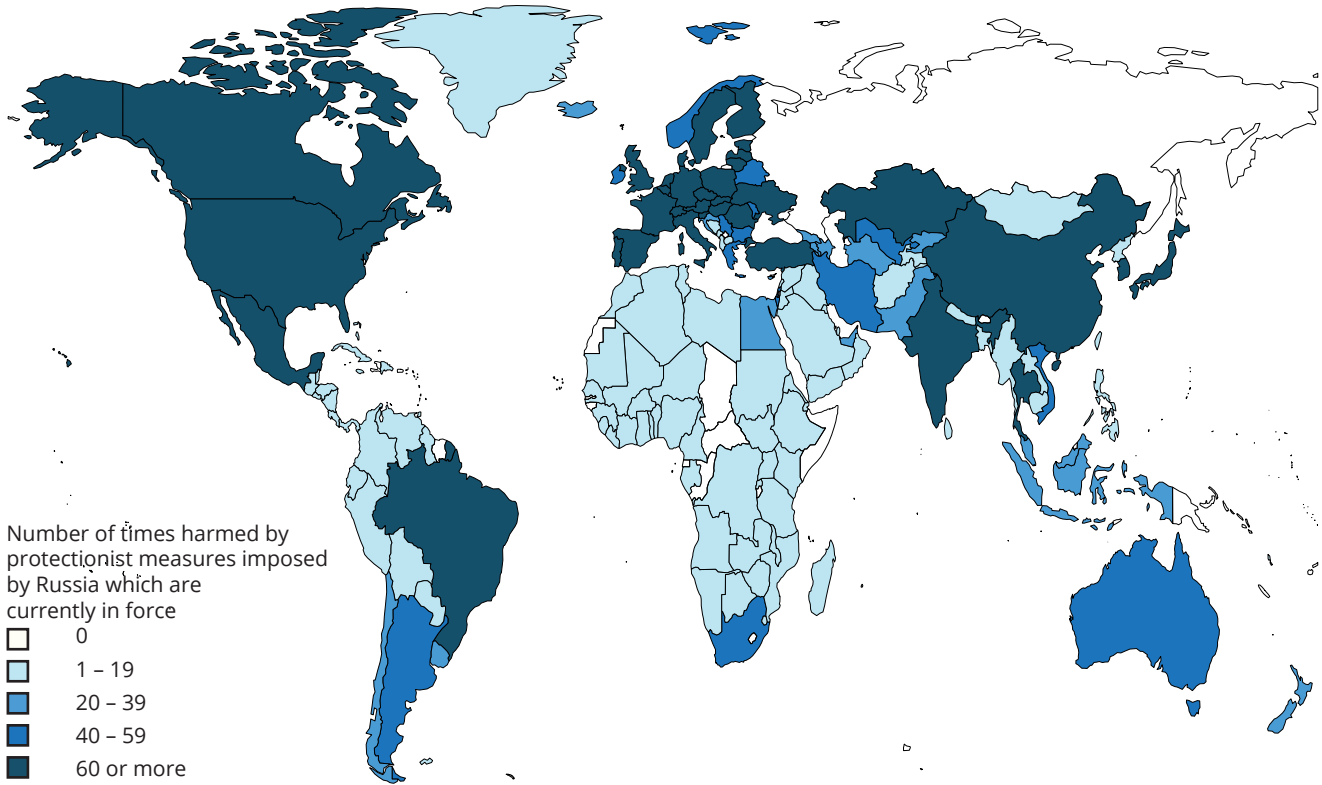 Number of times harmed by
protectionist measures imposed
by Russia which are
currently in force
0
1 – 19
20 – 39
40 – 59
60 or more